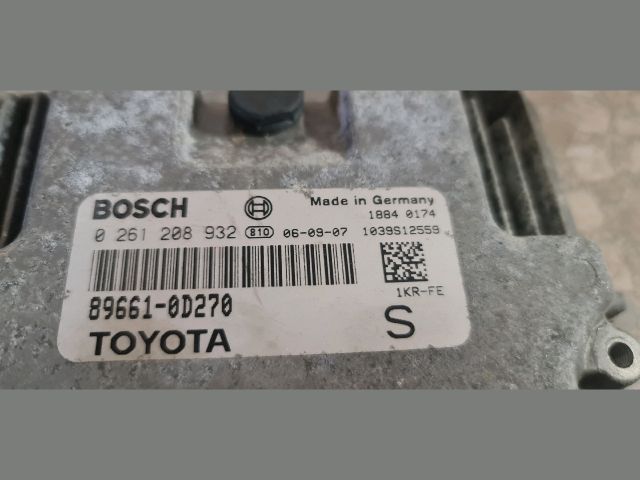 BOSCH Made in Germany
1884 0174
0 261 208 932 810 06-09-07 1039S12559
89661-0D270 1KR-FE
TOYOTA S